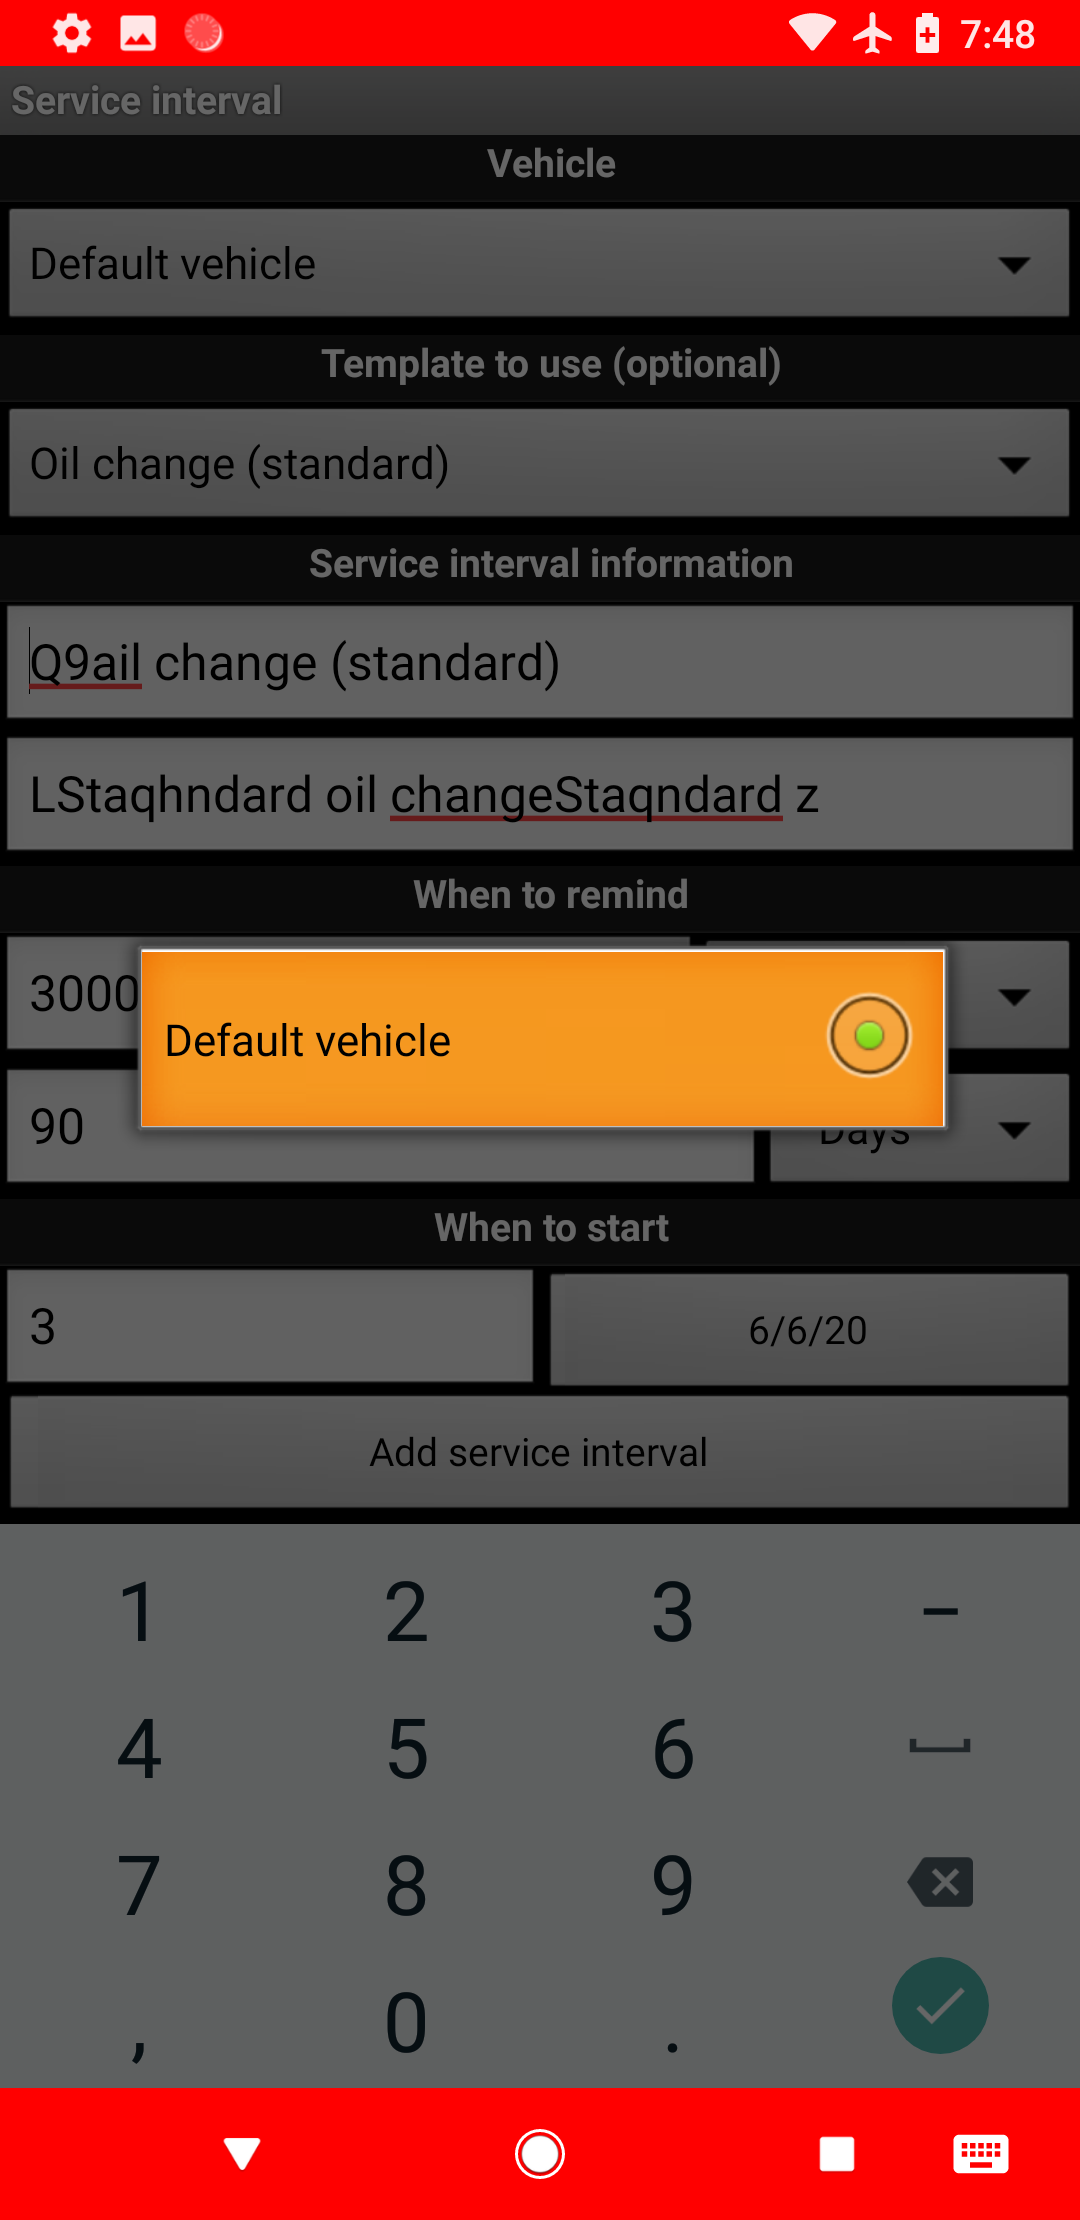 7:48
Service interval
Vehicle
Default vehicle
Template to use (optional)
Oil change (standard)
Service interval information
Q9ail change (standard)
LStaqhndard oil changeStaqndard z
When to remind
3000
Default vehicle
90
Days
When to start
3
6/6/20
Add service interval
1 2 3 –
4 5 6
7 8 9
, 0 .